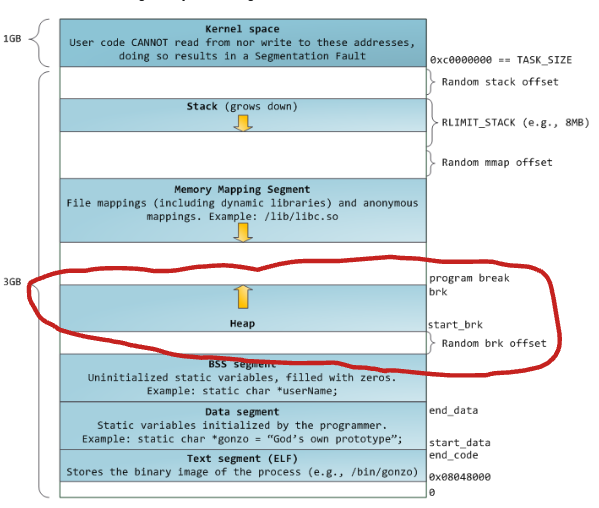 Kernel space
1GB
User code CANNOT read from nor write to these addresses,
doing so results in a Segmentation Fault
0xc0000000 == TASK_SIZE
Random stack offset
Stack (grows down)
RLIMIT_STACK (e.g., 8MB)
Random mmap offset
Memory Mapping Segment
File mappings (including dynamic libraries) and anonymous
mappings. Example: /lib/libc.so
3GB
program break
brk
Heap
start_brk
Random brk offset
BSS segment
Uninitialized static variables, filled with zeros.
Example: static char *userName;
Data segment
end_data
Static variables initialized by the programmer.
Example: static char *gonzo = “God’s own prototype”;
start_data
end_code
Text segment (ELF)
Stores the binary image of the process (e.g., /bin/gonzo)
0x08048000
0